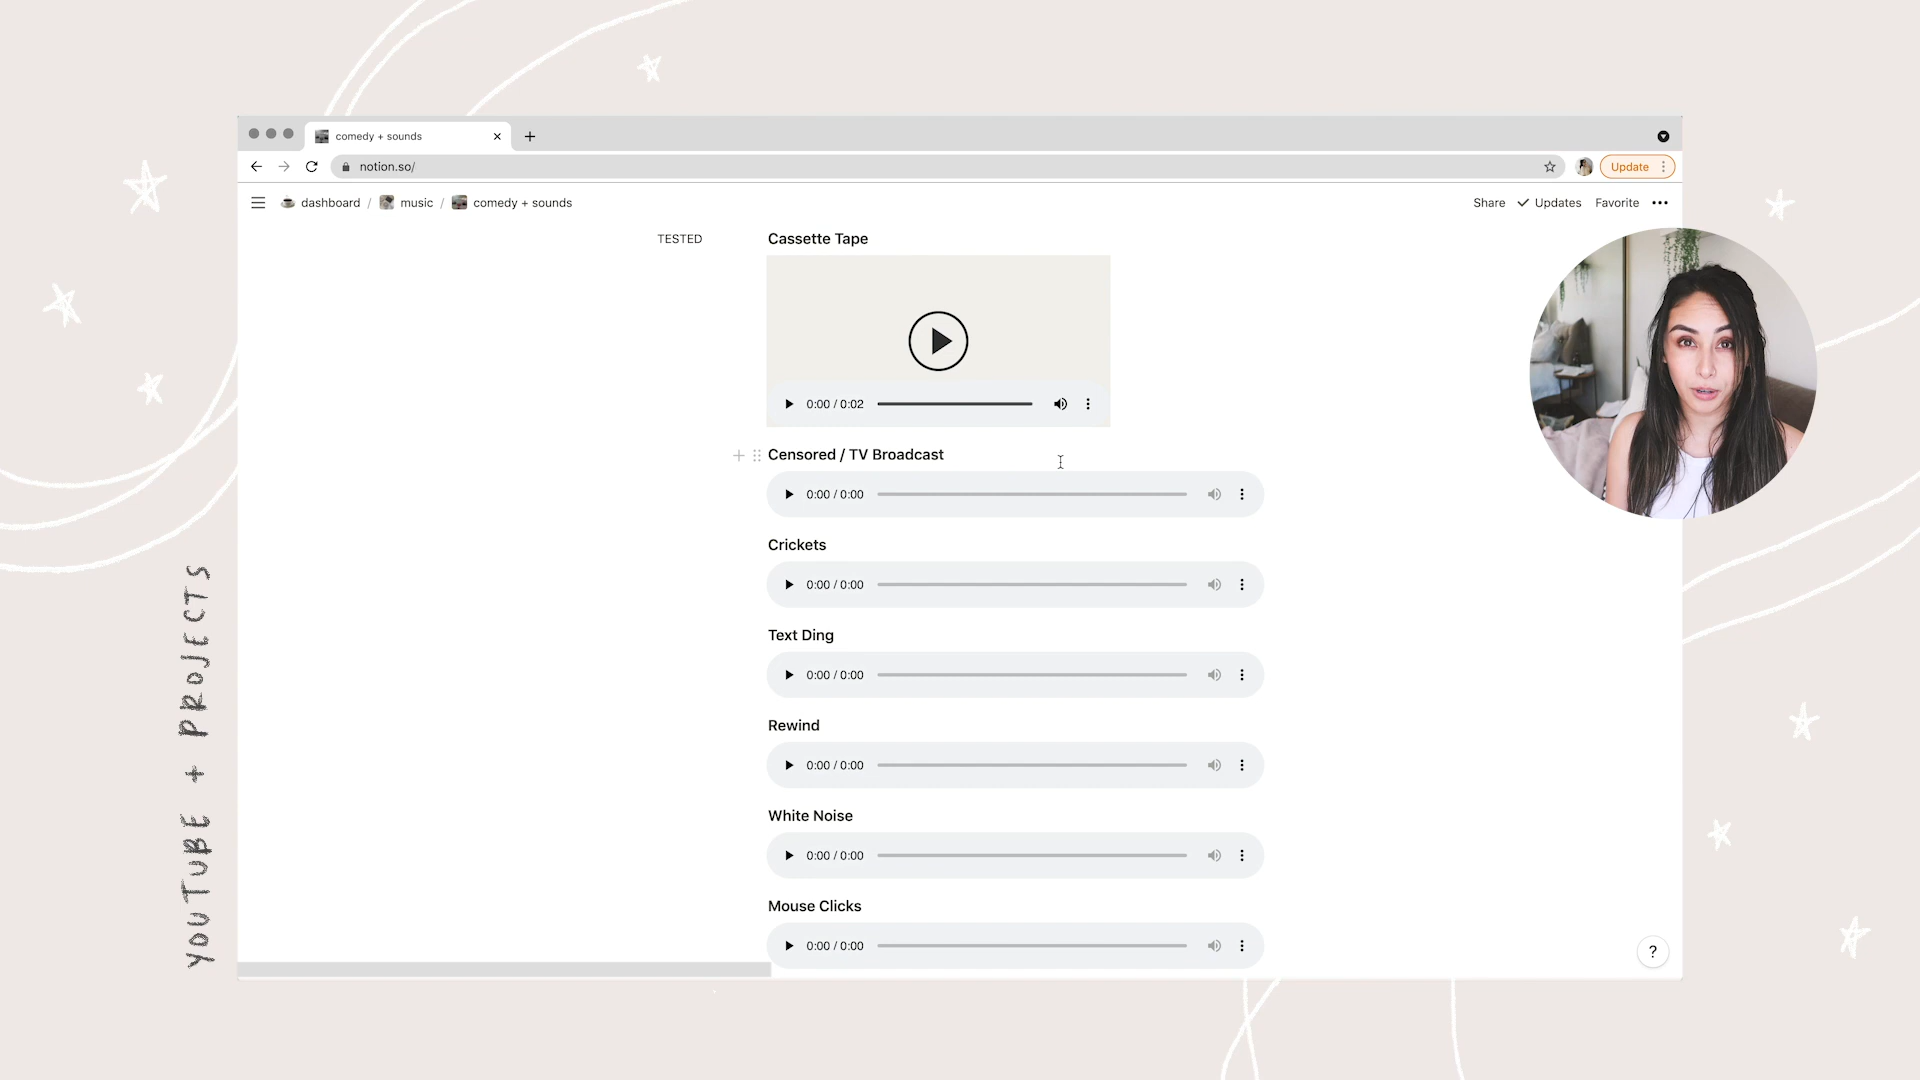 comedy + sounds
notion.so/
Update
dashboard / music / comedy + sounds
Share Updates Favorite
TESTED
Cassette Tape
0:00 / 0:02
Censored / TV Broadcast
0:00 / 0:00
Crickets
0:00 / 0:00
Text Ding
0:00 / 0:00
Rewind
0:00 / 0:00
White Noise
0:00 / 0:00
Mouse Clicks
0:00 / 0:00
?
YOUTUBE + PROJECTS